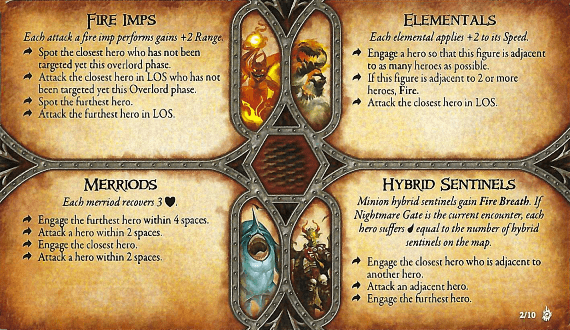 FIRE IMPS
Each attack a fire imp performs gains +2 Range.
Spot the closest hero who has not been
targeted yet this overlord phase.
Attack the closest hero in LOS who has not
been targeted yet this Overlord phase.
Spot the furthest hero.
Attack the furthest hero in LOS.
ELEMENTALS
Each elemental applies +2 to its Speed.
Engage a hero so that this figure is adjacent
to as many heroes as possible.
If this figure is adjacent to 2 or more
heroes, Fire.
Attack the closest hero in LOS.
MERRIODS
Each merriod recovers 3 ♥.
Engage the furthest hero within 4 spaces.
Attack a hero within 2 spaces.
Engage the closest hero.
Attack a hero within 2 spaces.
HYBRID SENTINELS
Minion hybrid sentinels gain Fire Breath. If
Nightmare Gate is the current encounter, each
hero suffers equal to the number of hybrid
sentinels on the map.
Engage the closest hero who is adjacent to
another hero.
Attack an adjacent hero.
Engage the furthest hero.
2/10